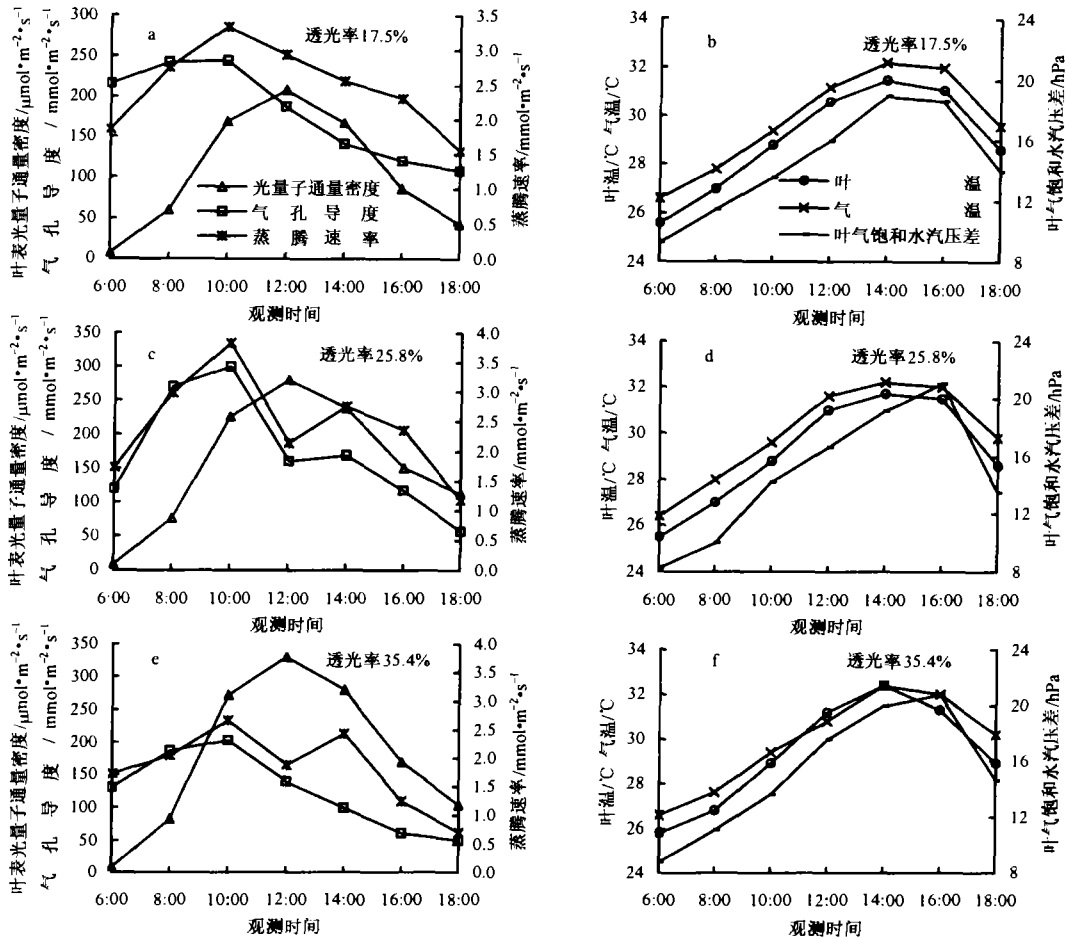 叶表光量子通量密度/μmol•m⁻²•s⁻¹
气 孔 导 度 / mmol•m⁻²•s⁻¹
300
250
200
150
100
50
0
a
透光率17.5%
光量子通量密度
气孔导度
蒸腾速率
3.5
3.0
2.5
2.0
1.5
1.0
0.5
0.0
蒸腾速率/mmol•m⁻²•s⁻¹
6:00 8:00 10:00 12:00 14:00 16:00 18:00
观测时间
叶温/℃ 气温/℃
34
32
30
28
26
24
b
透光率17.5%
叶 温
气 温
叶气饱和水汽压差
24
20
16
12
8
叶气饱和水汽压差/hPa
6:00 8:00 10:00 12:00 14:00 16:00 18:00
观测时间
叶表光量子通量密度/μmol•m⁻²•s⁻¹
气 孔 导 度 / mmol•m⁻²•s⁻¹
350
300
250
200
150
100
50
0
c
透光率25.8%
4.0
3.5
3.0
2.5
2.0
1.5
1.0
0.5
0.0
蒸腾速率/mmol•m⁻²•s⁻¹
6:00 8:00 10:00 12:00 14:00 16:00 18:00
观测时间
叶温/℃ 气温/℃
34
32
30
28
26
24
d
透光率25.8%
24
20
16
12
8
叶气饱和水汽压差/hPa
6:00 8:00 10:00 12:00 14:00 16:00 18:00
观测时间
叶表光量子通量密度/μmol•m⁻²•s⁻¹
气 孔 导 度 / mmol•m⁻²•s⁻¹
350
300
250
200
150
100
50
0
e
透光率35.4%
4.0
3.5
3.0
2.5
2.0
1.5
1.0
0.5
0.0
蒸腾速率/mmol•m⁻²•s⁻¹
6:00 8:00 10:00 12:00 14:00 16:00 18:00
观测时间
叶温/℃ 气温/℃
34
32
30
28
26
24
f
透光率35.4%
24
20
16
12
8
叶气饱和水汽压差/hPa
6:00 8:00 10:00 12:00 14:00 16:00 18:00
观测时间